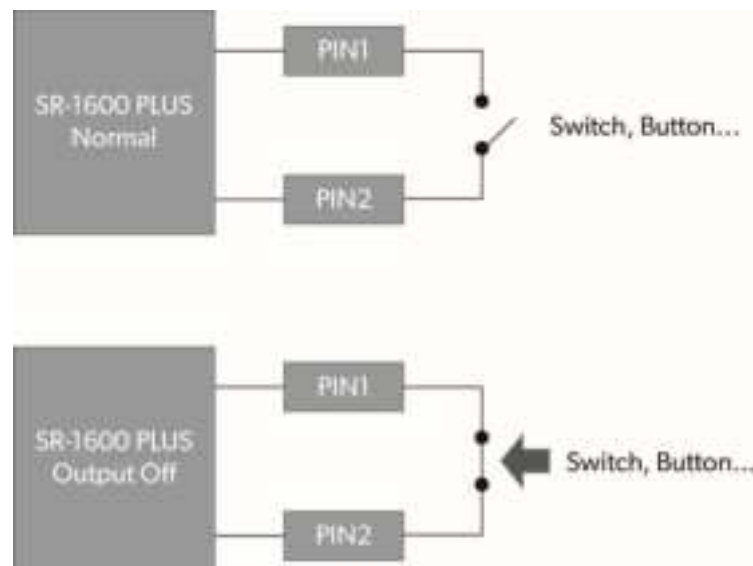 PIN1
SR-1600 PLUS
Normal
Switch, Button...
PIN2
PIN1
SR-1600 PLUS
Output Off
Switch, Button...
PIN2